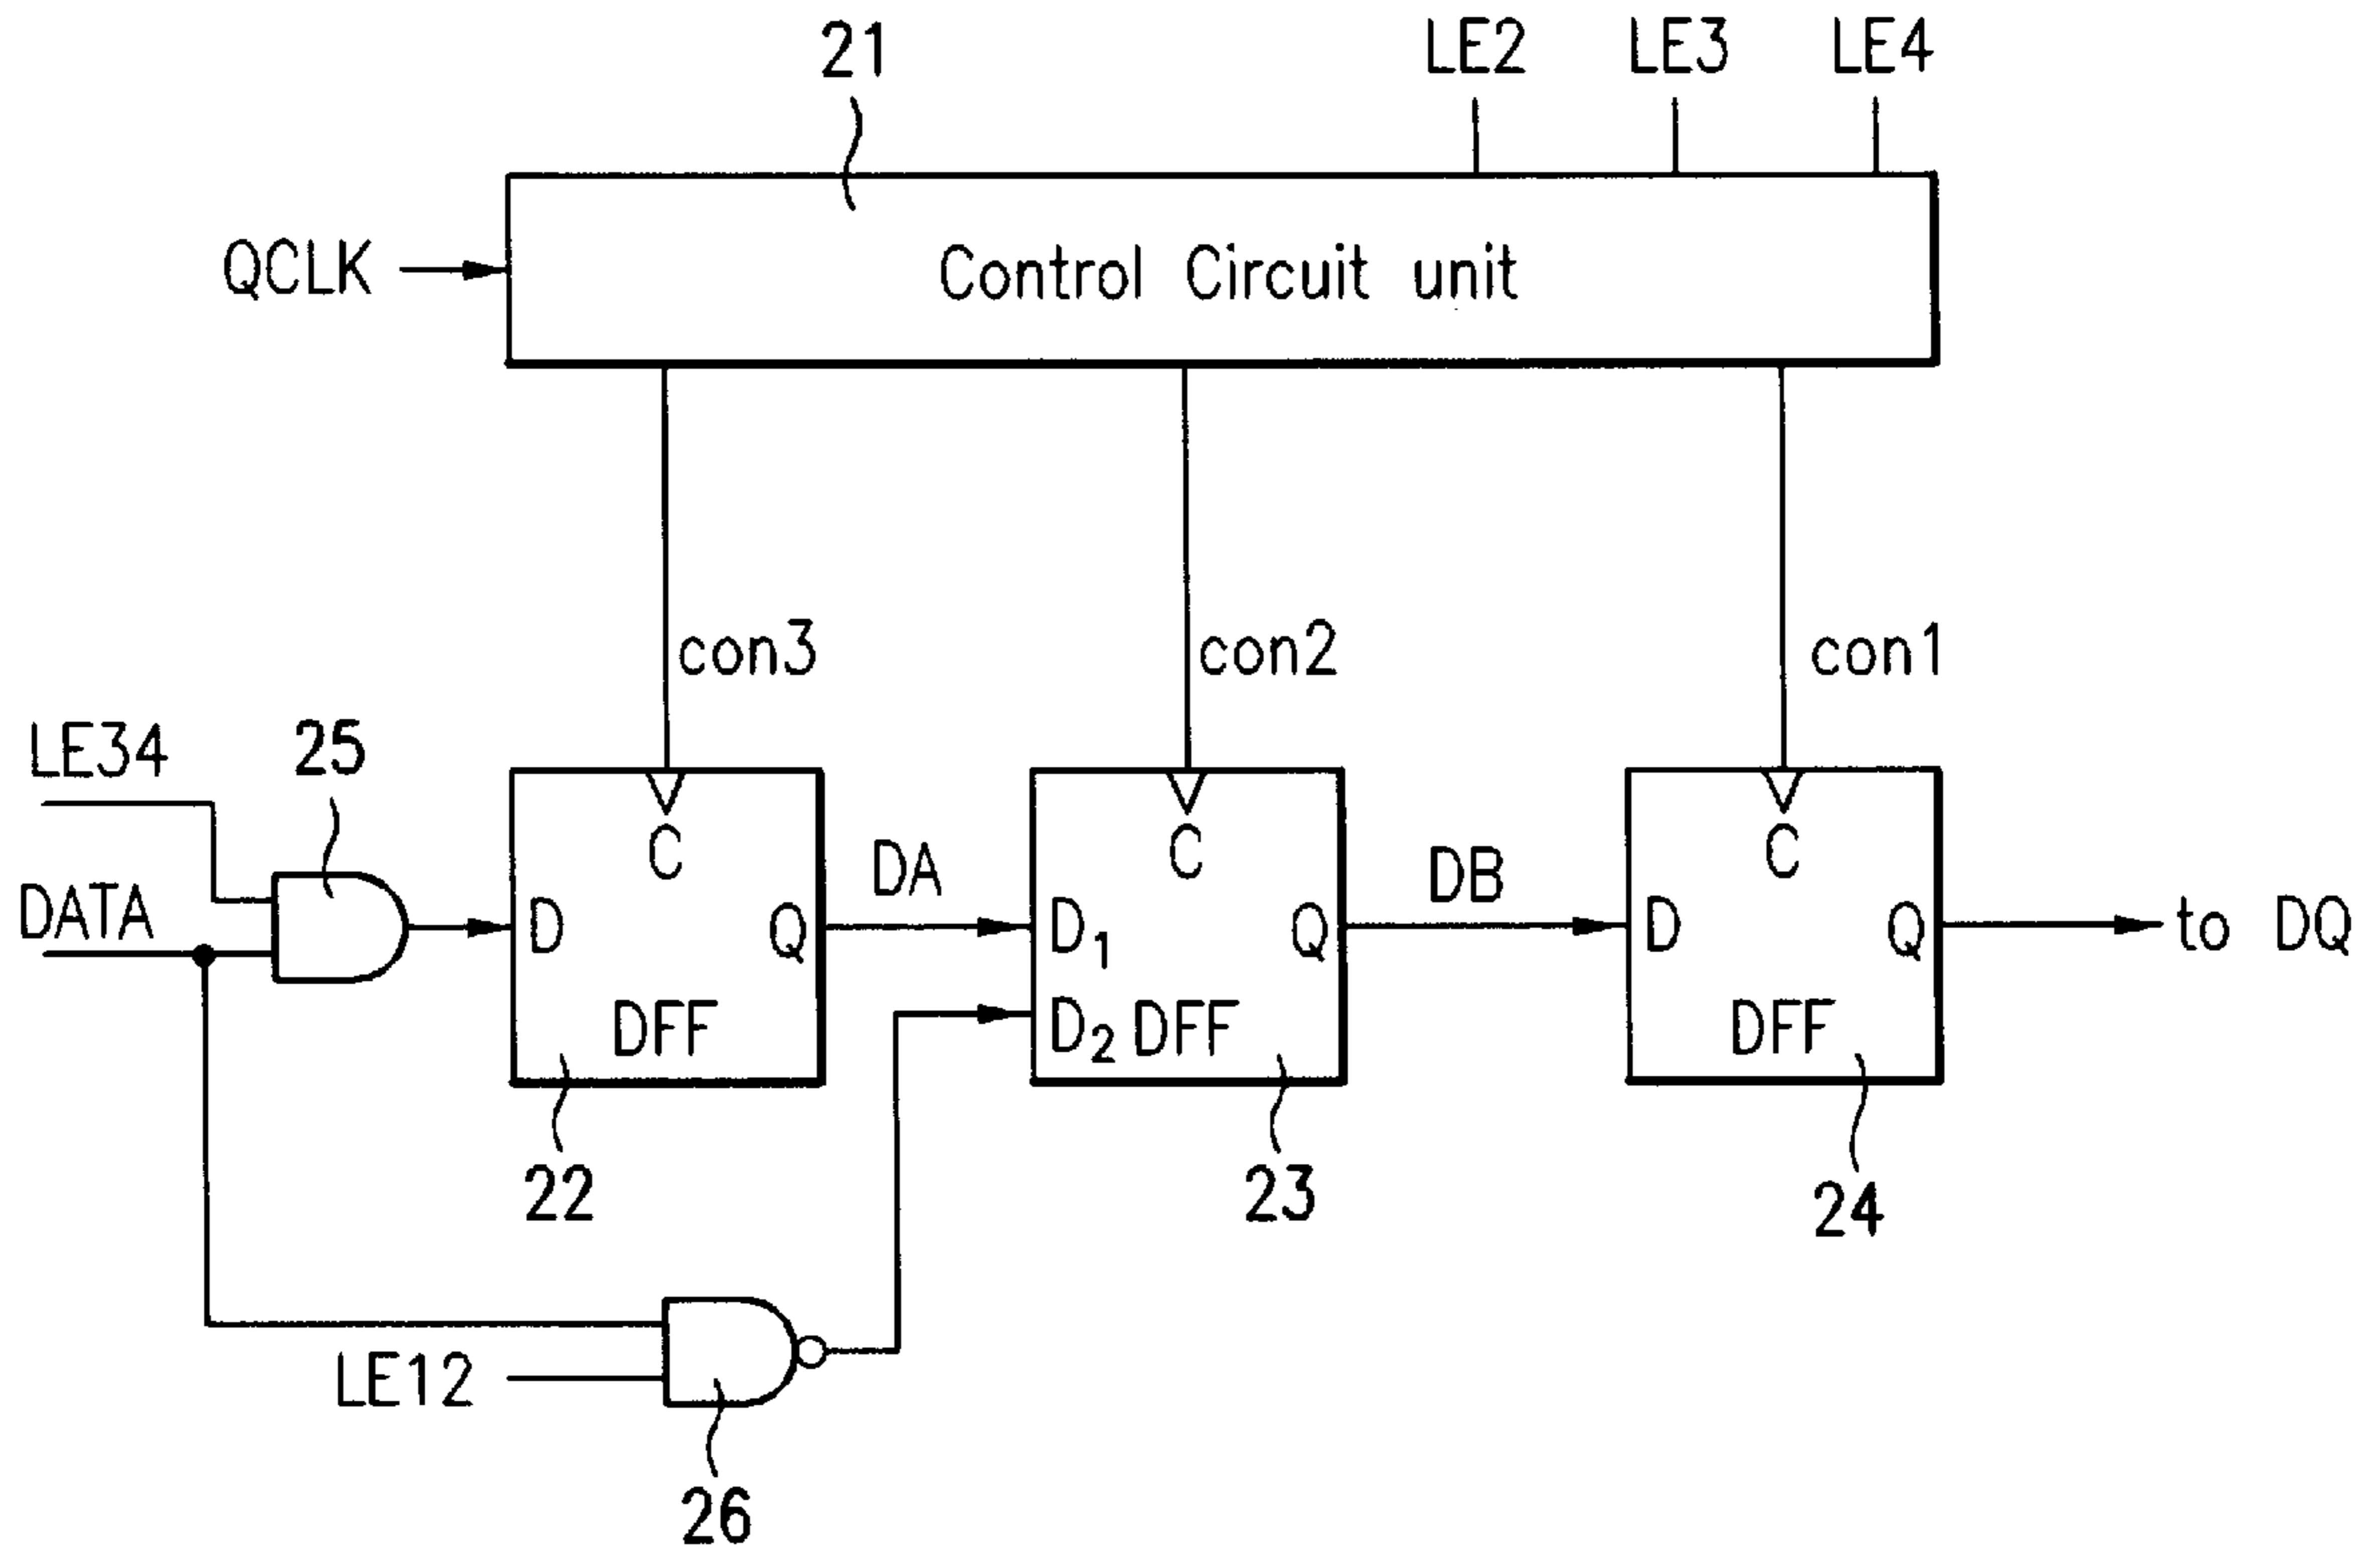 21
LE2
LE3
LE4
QCLK
Control Circuit unit
con3
con2
con1
LE34
25
DATA
D
C
Q
DFF
22
DA
D1
D2
C
Q
DFF
23
DB
D
C
Q
DFF
24
to DQ
LE12
26